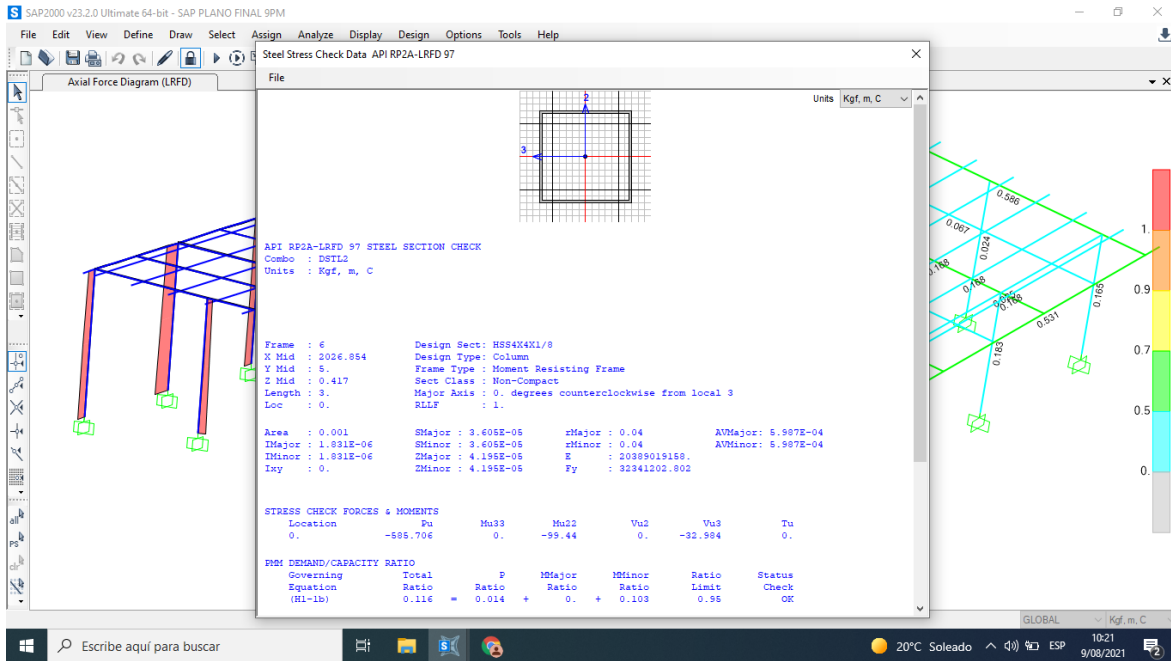 SAP2000 v23.2.0 Ultimate 64-bit - SAP PLANO FINAL 9PM
File Edit View Define Draw Select Assign Analyze Display Design Options Tools Help
Axial Force Diagram (LRFD)
Steel Stress Check Data API RP2A-LRFD 97
File
Units Kgf, m, C
2
3
API RP2A-LRFD 97 STEEL SECTION CHECK
Combo : DSTL2
Units : Kgf, m, C
Frame : 6 Design Sect: HSS4X4X1/8
X Mid : 2026.854 Design Type: Column
Y Mid : 5. Frame Type : Moment Resisting Frame
Z Mid : 0.417 Sect Class : Non-Compact
Length : 3. Major Axis : 0. degrees counterclockwise from local 3
Loc : 0. RLLF : 1.
Area : 0.001 SMajor : 3.605E-05 rMajor : 0.04 AVMajor: 5.987E-04
IMajor : 1.831E-06 SMinor : 3.605E-05 rMinor : 0.04 AVMinor: 5.987E-04
IMinor : 1.831E-06 ZMajor : 4.195E-05 E : 20389019158.
Ixy : 0. ZMinor : 4.195E-05 Fy : 32341202.802
STRESS CHECK FORCES & MOMENTS
Location Pu Mu33 Mu22 Vu2 Vu3 Tu
0. -585.706 0. -99.44 0. -32.984 0.
PMM DEMAND/CAPACITY RATIO
Governing Total P MMajor MMinor Ratio Status
Equation Ratio Ratio Ratio Ratio Limit Check
(H1-1b) 0.116 = 0.014 + 0. + 0.103 0.95 OK
0.586
0.067
0.024
0.168
0.168
0.168
0.165
0.531
0.183
1.
0.9
0.7
0.5
0.
all
PS
clr
GLOBAL Kgf, m, C
Escribe aquí para buscar
20°C Soleado
ESP
10:21
9/08/2021
2